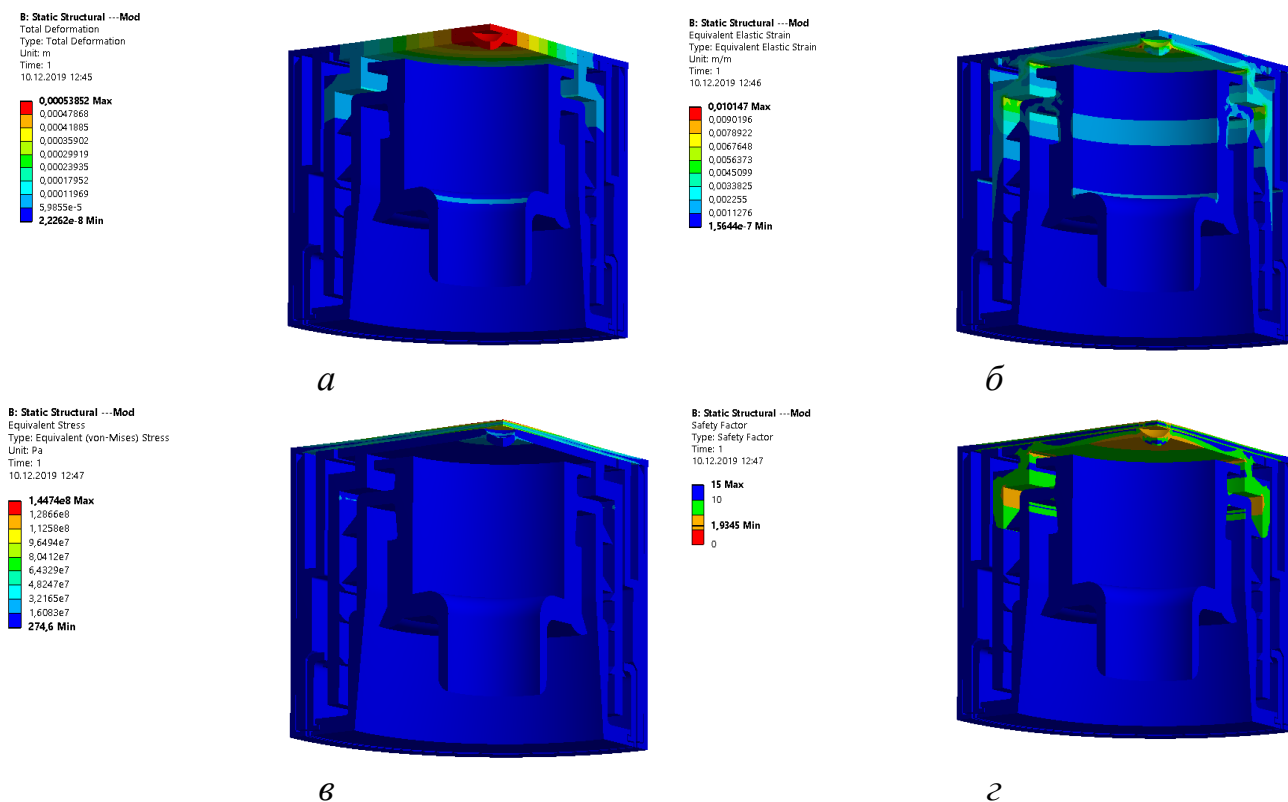 B: Static Structural ---Mod
Total Deformation
Type: Total Deformation
Unit: m
Time: 1
10.12.2019 12:45
0,00053852 Max
0,00047868
0,00041885
0,00035902
0,00029919
0,00023935
0,00017952
0,00011969
5,9855e-5
2,2262e-8 Min
а
B: Static Structural ---Mod
Equivalent Elastic Strain
Type: Equivalent Elastic Strain
Unit: m/m
Time: 1
10.12.2019 12:46
0,010147 Max
0,0090196
0,0078922
0,0067648
0,0056373
0,0045099
0,0033825
0,002255
0,0011276
1,5644e-7 Min
б
B: Static Structural ---Mod
Equivalent Stress
Type: Equivalent (von-Mises) Stress
Unit: Pa
Time: 1
10.12.2019 12:47
1,4474e8 Max
1,2866e8
1,1258e8
9,6494e7
8,0412e7
6,4329e7
4,8247e7
3,2165e7
1,6083e7
274,6 Min
в
B: Static Structural ---Mod
Safety Factor
Type: Safety Factor
Time: 1
10.12.2019 12:47
15 Max
10
1,9345 Min
0
г